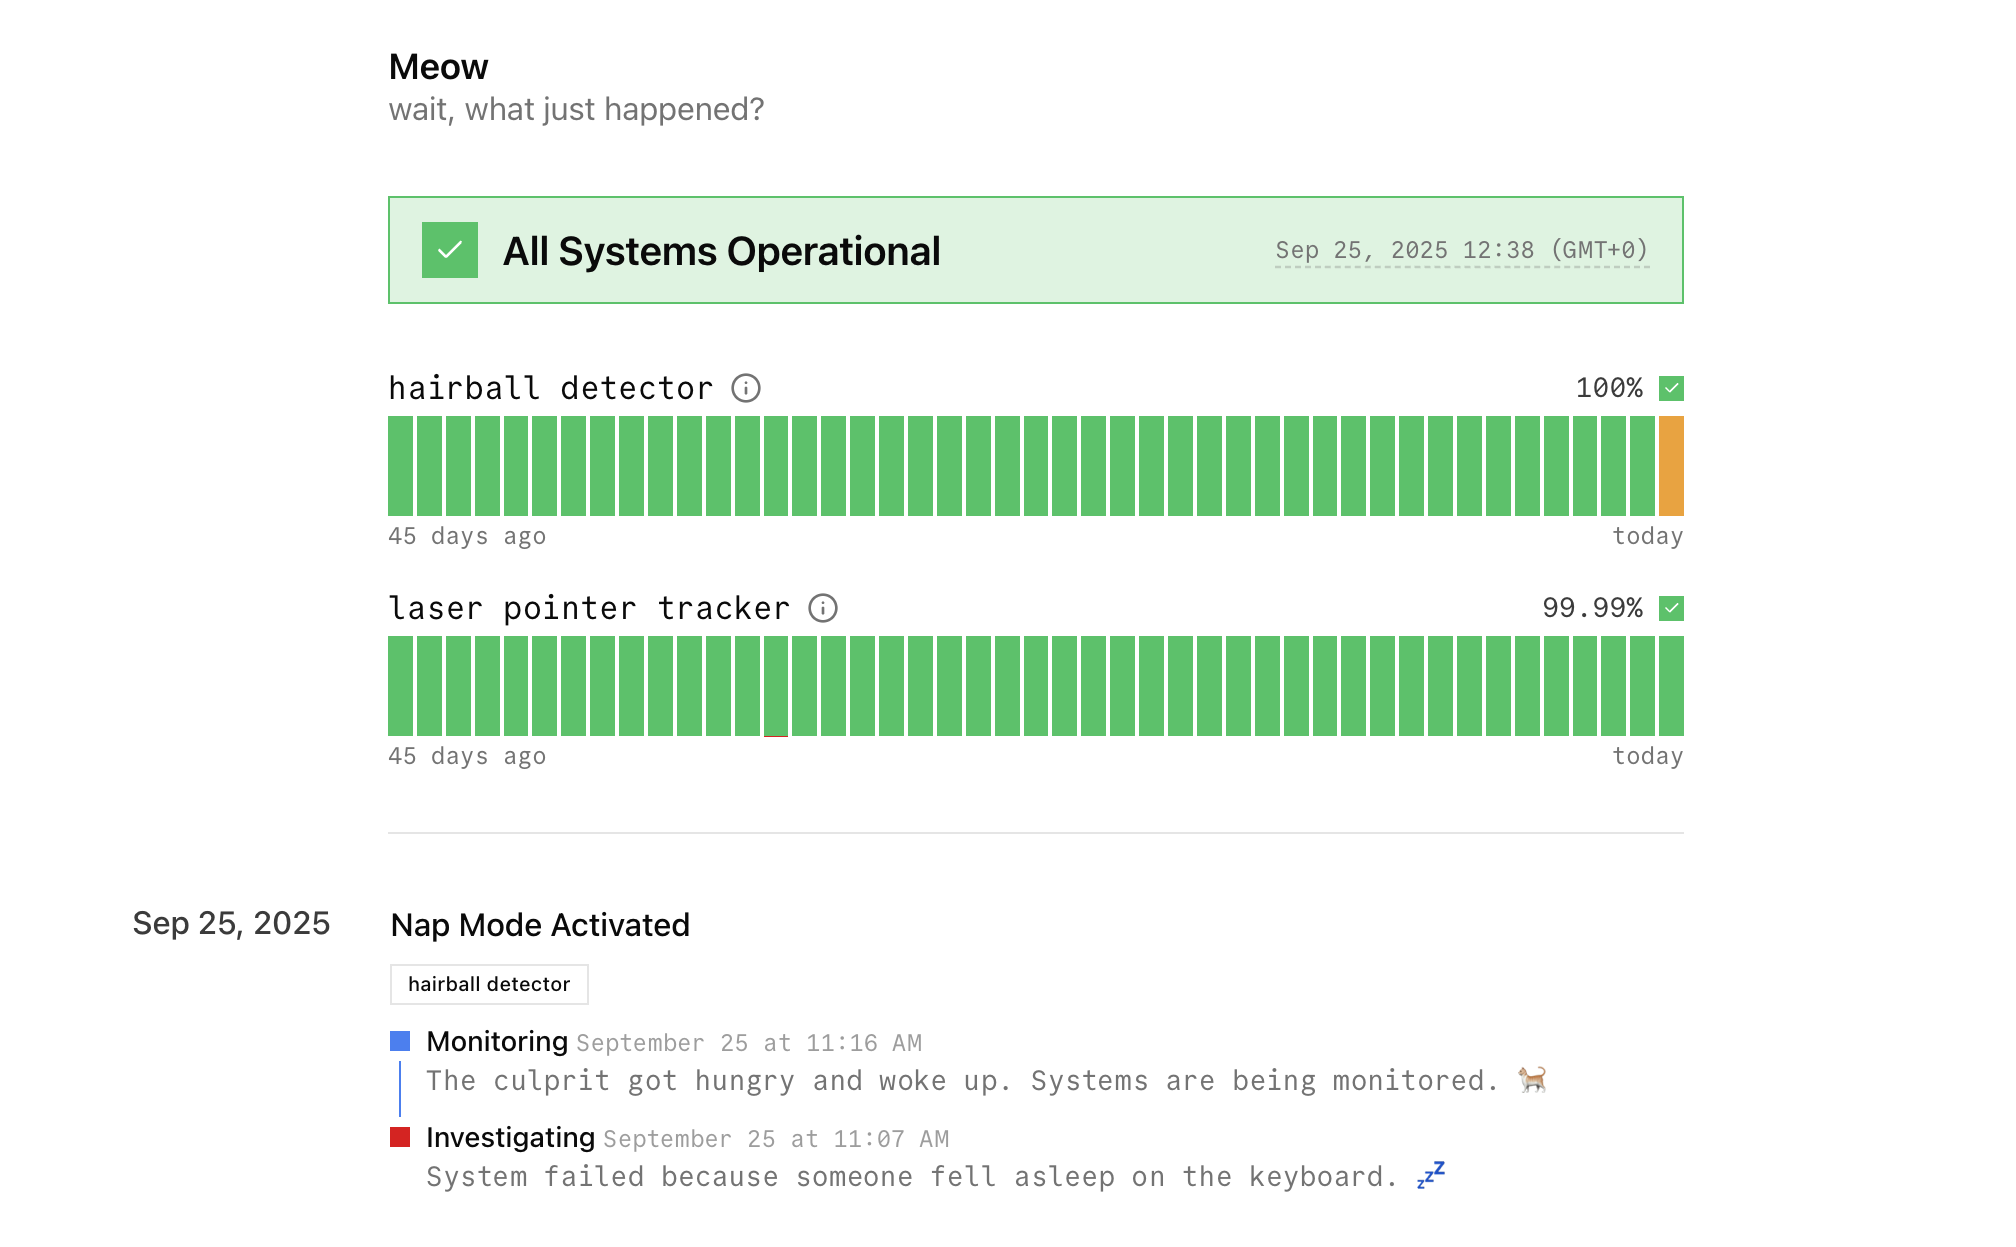 Meow
wait, what just happened?
All Systems Operational
Sep 25, 2025 12:38 (GMT+0)
hairball detector
100%
45 days ago
today
laser pointer tracker
99.99%
45 days ago
today
Sep 25, 2025
Nap Mode Activated
hairball detector
Monitoring September 25 at 11:16 AM
The culprit got hungry and woke up. Systems are being monitored. 🐈
Investigating September 25 at 11:07 AM
System failed because someone fell asleep on the keyboard. 💤